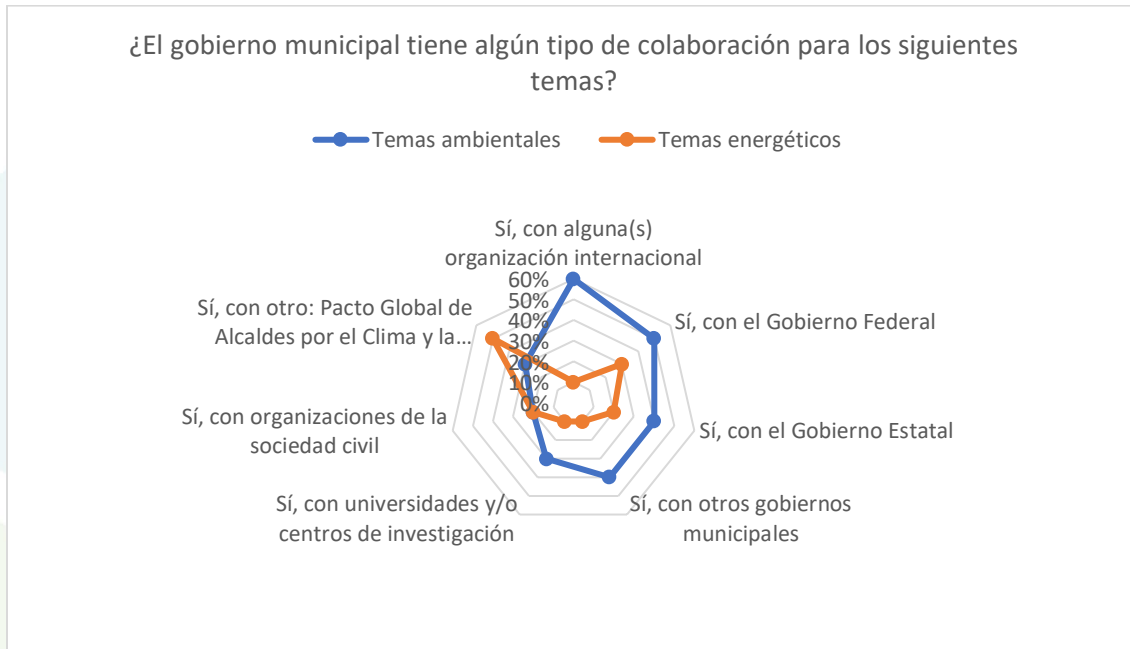 ¿El gobierno municipal tiene algún tipo de colaboración para los siguientes
temas?
Temas ambientales
Temas energéticos
Sí, con alguna(s)
organización internacional
60%
50%
40%
30%
20%
10%
0%
Sí, con el Gobierno Federal
Sí, con el Gobierno Estatal
Sí, con otros gobiernos
municipales
Sí, con universidades y/o
centros de investigación
Sí, con organizaciones de la
sociedad civil
Sí, con otro: Pacto Global de
Alcaldes por el Clima y la…